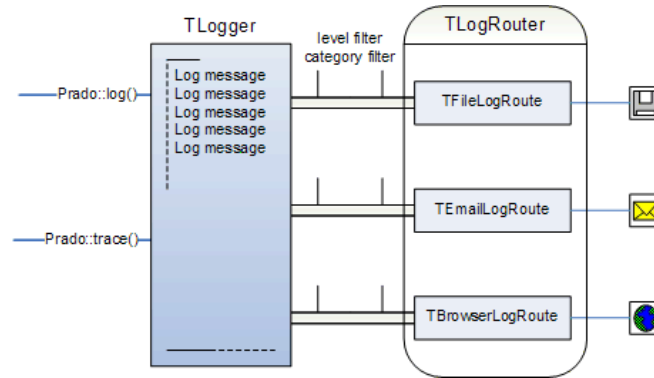 TLogger
TLogRouter
level filter
category filter
Log message
Log message
Log message
Log message
Log message
Prado::log()
TFileLogRoute
TEmailLogRoute
Prado::trace()
TBrowserLogRoute